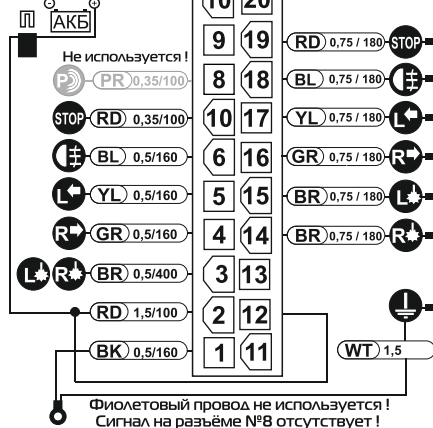 10 20
П - + АКБ
9 19 RD 0,75 / 180 STOP
Не используется !
P PR 0,35/100 8 18 BL 0,75 / 180
STOP RD 0,35/100 10 17 YL 0,75 / 180 L
BL 0,5/160 6 16 GR 0,75 / 180 R
L YL 0,5/160 5 15 BR 0,75 / 180 L
R GR 0,5/160 4 14 BR 0,75 / 180 R
L R BR 0,5/400 3 13
RD 1,5/100 2 12
BK 0,5/160 1 11 WT 1,5
Фиолетовый провод не используется !
Сигнал на разъёме №8 отсутствует !